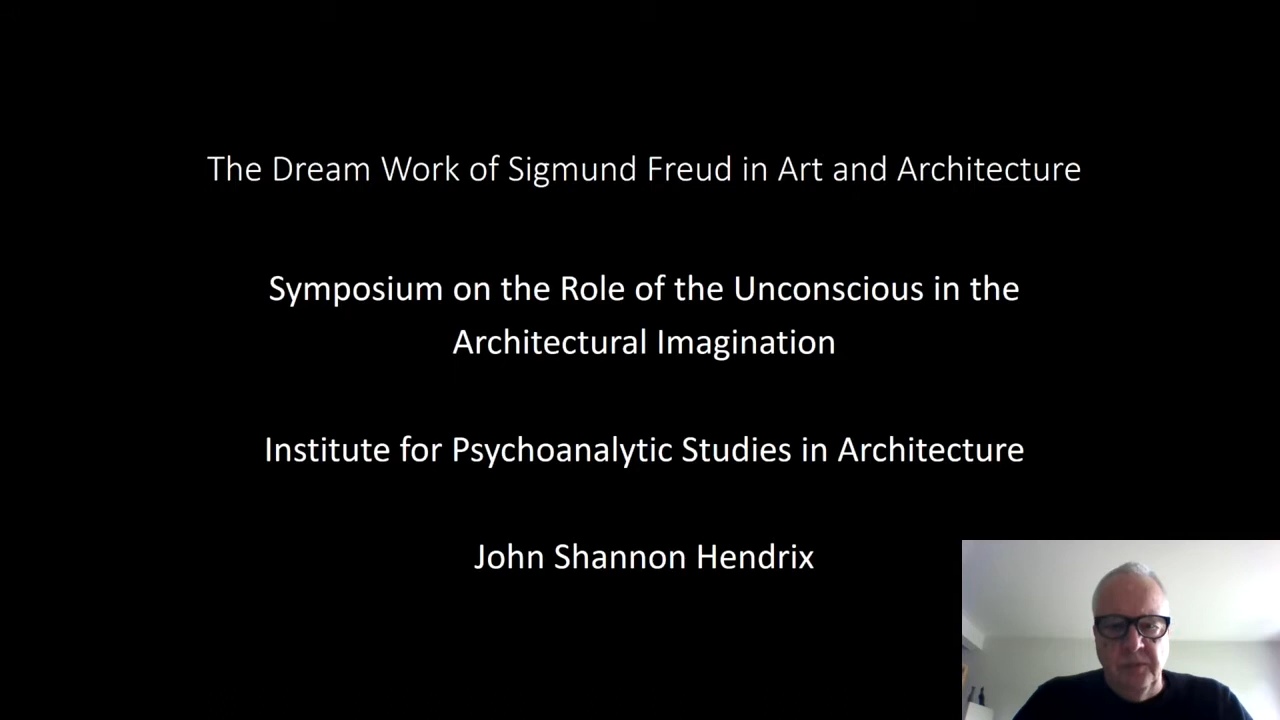 The Dream Work of Sigmund Freud in Art and Architecture
Symposium on the Role of the Unconscious in the
Architectural Imagination
Institute for Psychoanalytic Studies in Architecture
John Shannon Hendrix